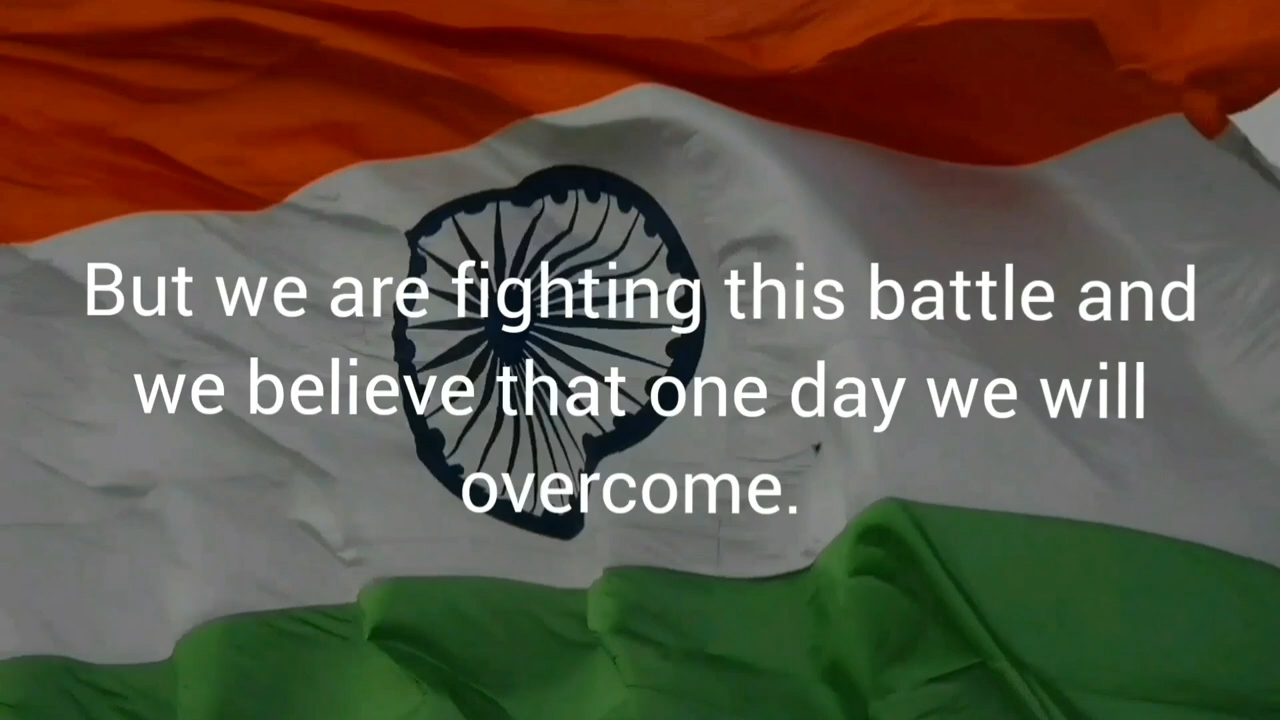 But we are fighting this battle and
we believe that one day we will
overcome.